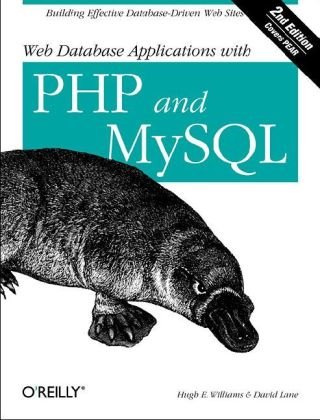 Building Effective Database-Driven Web Sites
2nd Edition
Covers PEAR
Web Database Applications with
PHP and
MySQL
O'REILLY®
Hugh E. Williams & David Lane